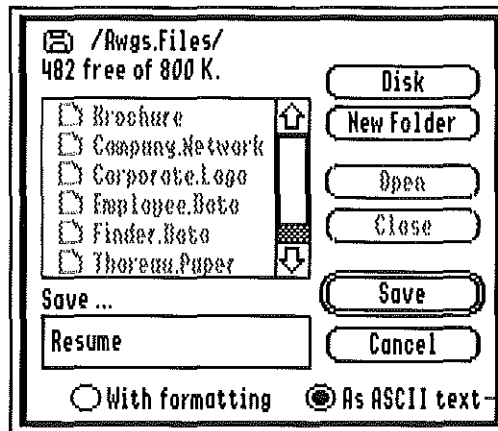 /Awgs.Files/
482 free of 800 K.
Disk
New Folder
Open
Close
Save
Cancel
Brochure
Company.Network
Corporate.Logo
Employee.Data
Finder.Data
Thoreau.Paper
Save ...
Resume
With formatting
As ASCII text